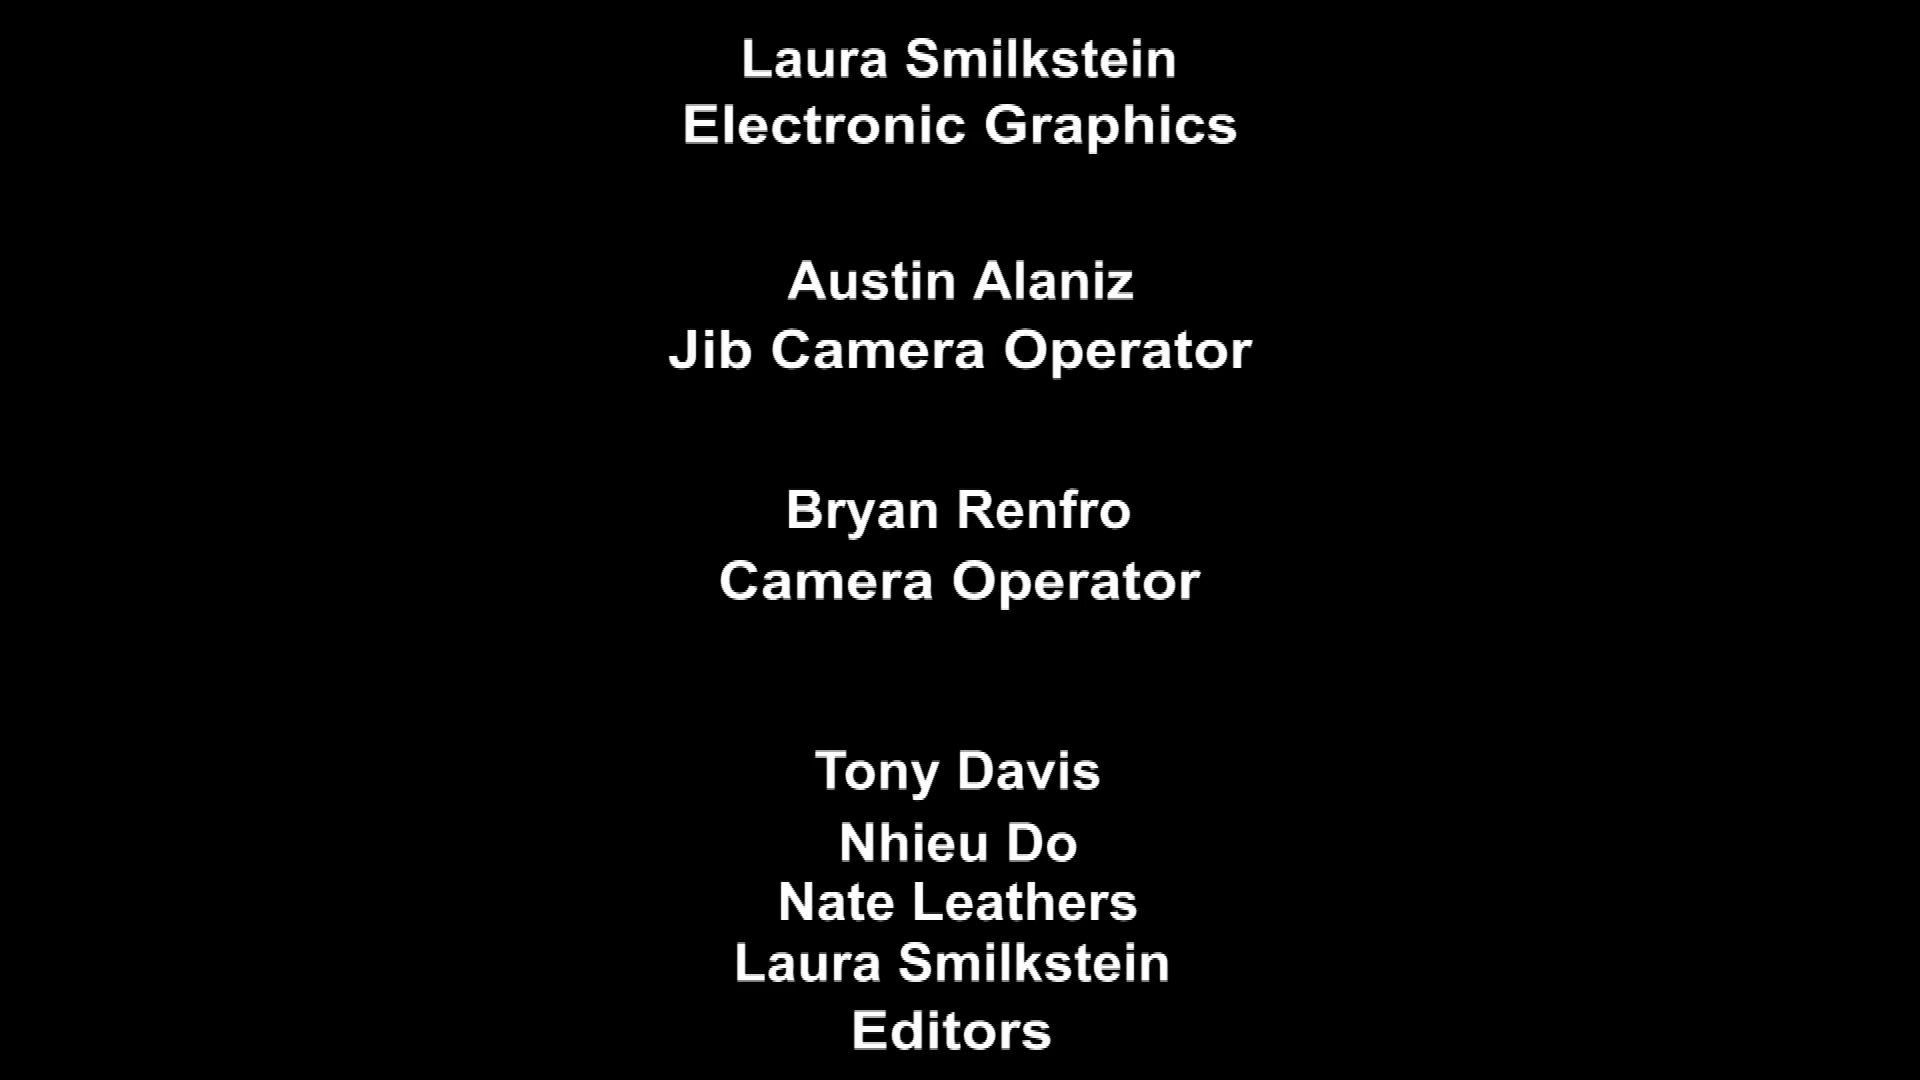 Laura Smilkstein
Electronic Graphics
Austin Alaniz
Jib Camera Operator
Bryan Renfro
Camera Operator
Tony Davis
Nhieu Do
Nate Leathers
Laura Smilkstein
Editors